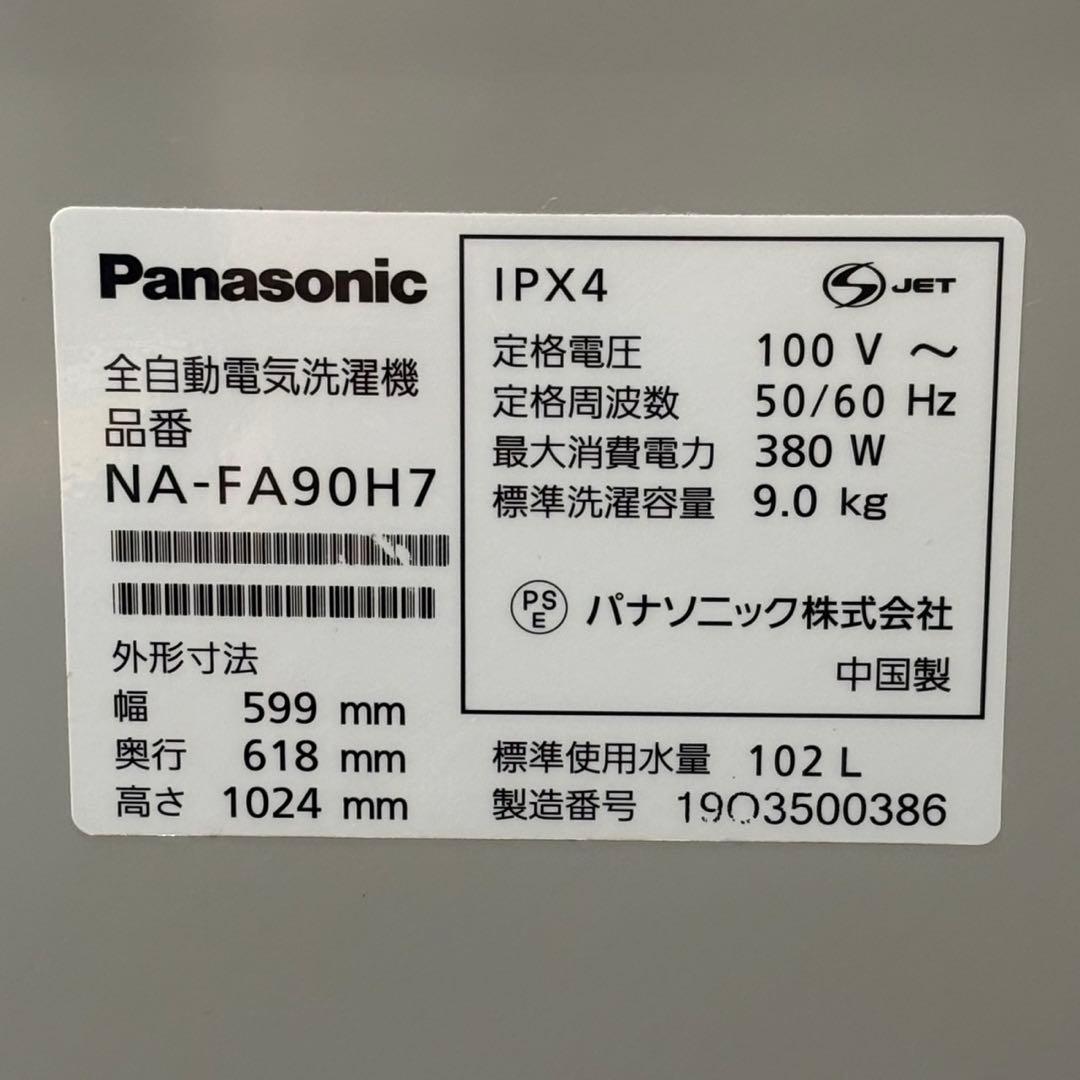 Panasonic
全自動電気洗濯機
品番
NA-FA90H7
外形寸法
幅 599 mm
奥行 618 mm
高さ 1024 mm
IPX4
S JET
定格電圧 100 V ～
定格周波数 50/60 Hz
最大消費電力 380 W
標準洗濯容量 9.0 kg
PS
E
パナソニック株式会社
中国製
標準使用水量 102 L
製造番号